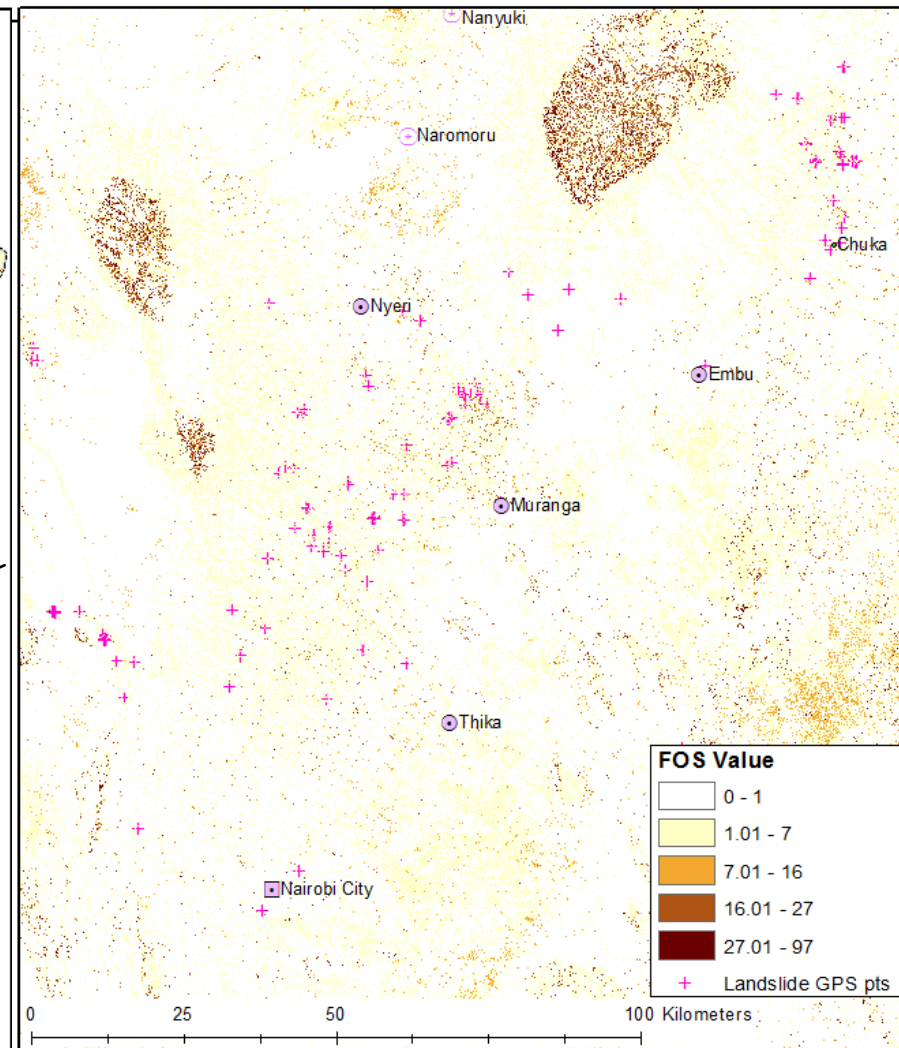 Nanyuki
Naromoru
Chuka
Nyeri
Embu
Muranga
Thika
FOS Value
0 - 1
1.01 - 7
7.01 - 16
16.01 - 27
27.01 - 97
Landslide GPS pts
Nairobi City
0 25 50 100 Kilometers